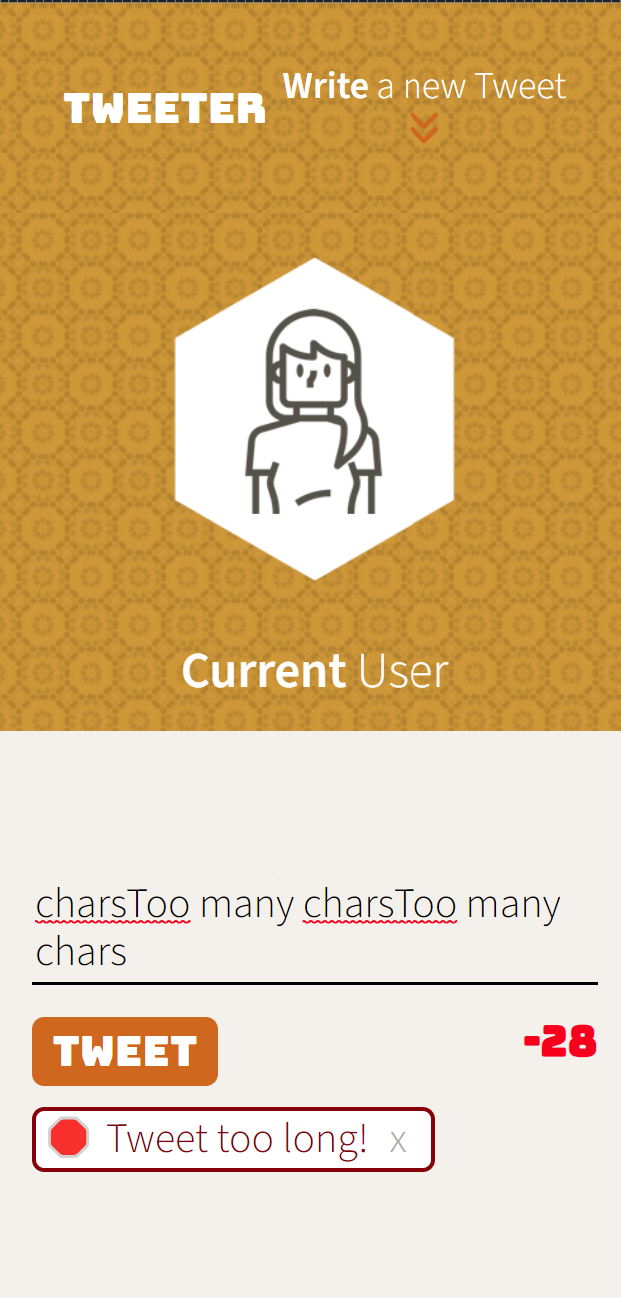 TWEETER
Write a new Tweet
Current User
charsToo many charsToo many
chars
TWEET
-28
Tweet too long! x